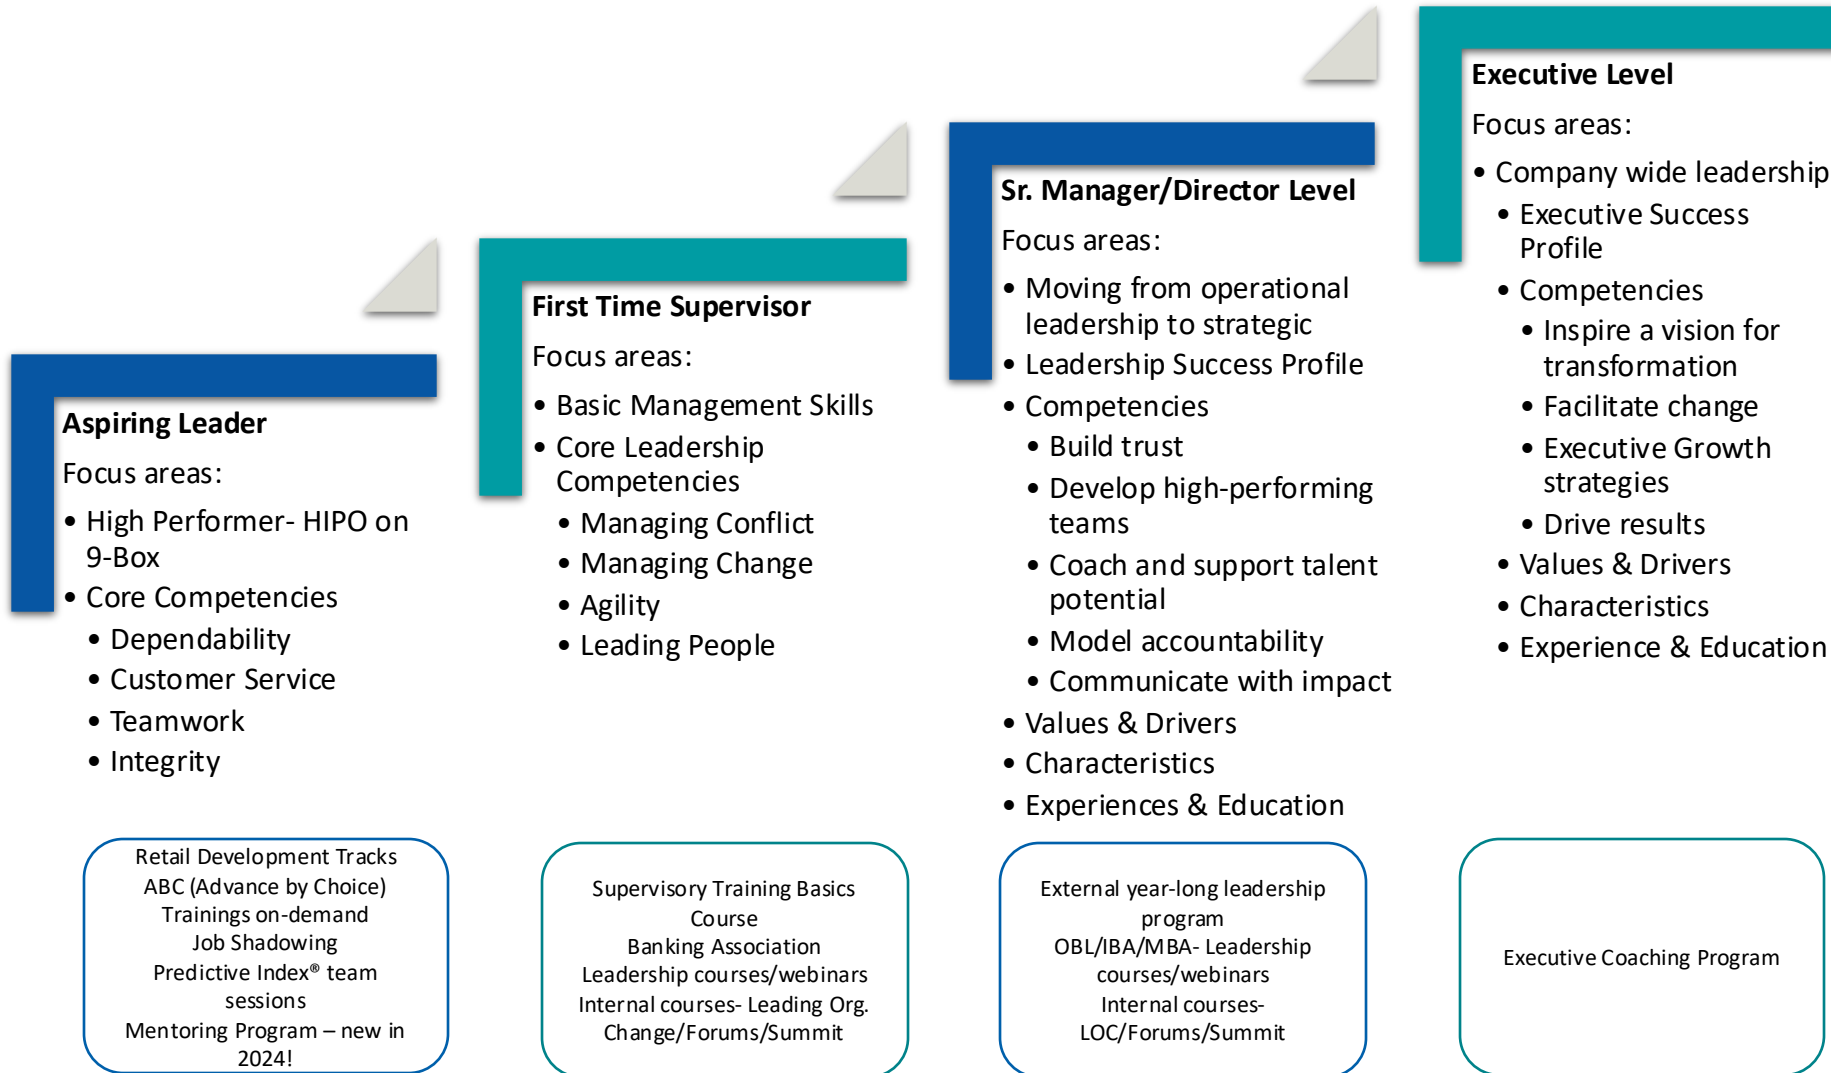 Aspiring Leader
Focus areas:
• High Performer- HIPO on
9-Box
• Core Competencies
• Dependability
• Customer Service
• Teamwork
• Integrity
Retail Development Tracks
ABC (Advance by Choice)
Trainings on-demand
Job Shadowing
Predictive Index® team
sessions
Mentoring Program – new in
2024!
First Time Supervisor
Focus areas:
• Basic Management Skills
• Core Leadership
Competencies
• Managing Conflict
• Managing Change
• Agility
• Leading People
Supervisory Training Basics
Course
Banking Association
Leadership courses/webinars
Internal courses- Leading Org.
Change/Forums/Summit
Sr. Manager/Director Level
Focus areas:
• Moving from operational
leadership to strategic
• Leadership Success Profile
• Competencies
• Build trust
• Develop high-performing
teams
• Coach and support talent
potential
• Model accountability
• Communicate with impact
• Values & Drivers
• Characteristics
• Experiences & Education
External year-long leadership
program
OBL/IBA/MBA- Leadership
courses/webinars
Internal courses-
LOC/Forums/Summit
Executive Level
Focus areas:
• Company wide leadership
• Executive Success
Profile
• Competencies
• Inspire a vision for
transformation
• Facilitate change
• Executive Growth
strategies
• Drive results
• Values & Drivers
• Characteristics
• Experience & Education
Executive Coaching Program